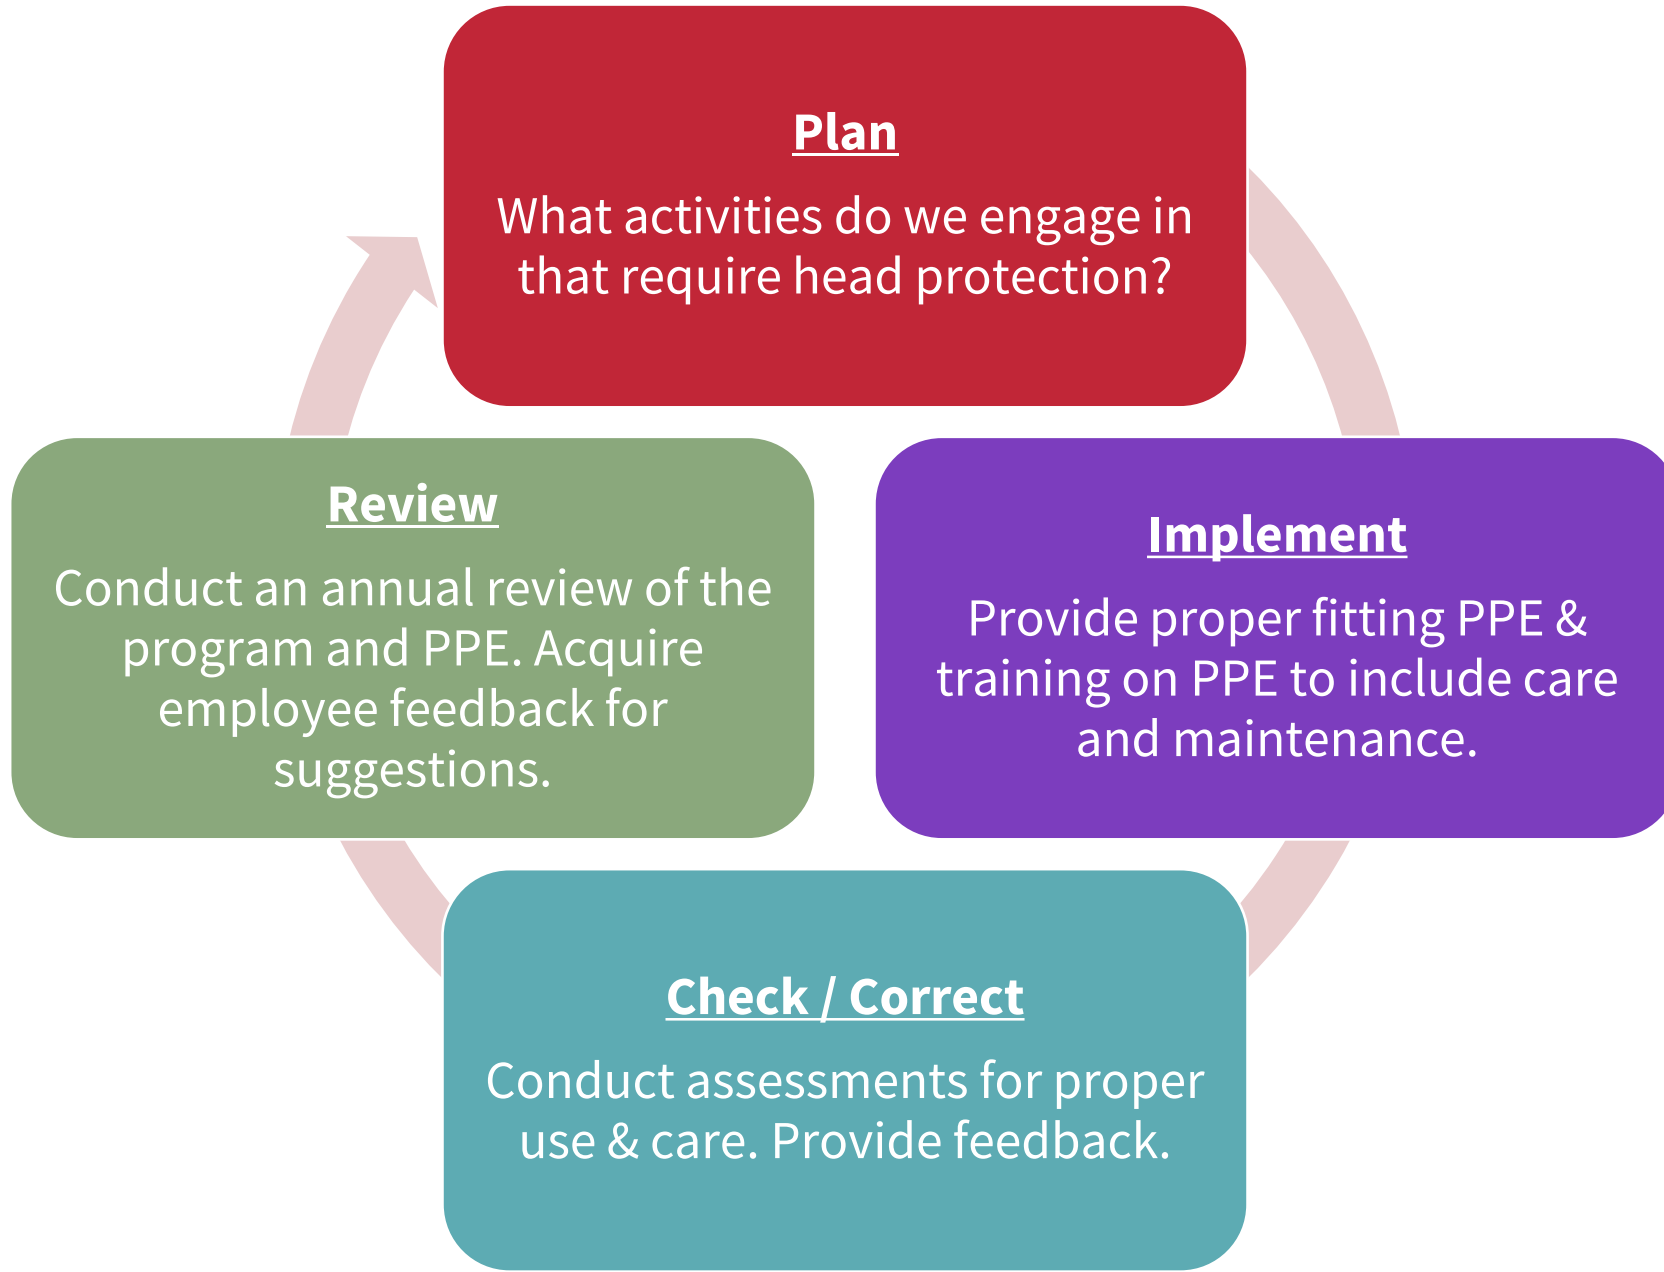 Plan
What activities do we engage in
that require head protection?
Review
Conduct an annual review of the
program and PPE. Acquire
employee feedback for
suggestions.
Implement
Provide proper fitting PPE &
training on PPE to include care
and maintenance.
Check / Correct
Conduct assessments for proper
use & care. Provide feedback.